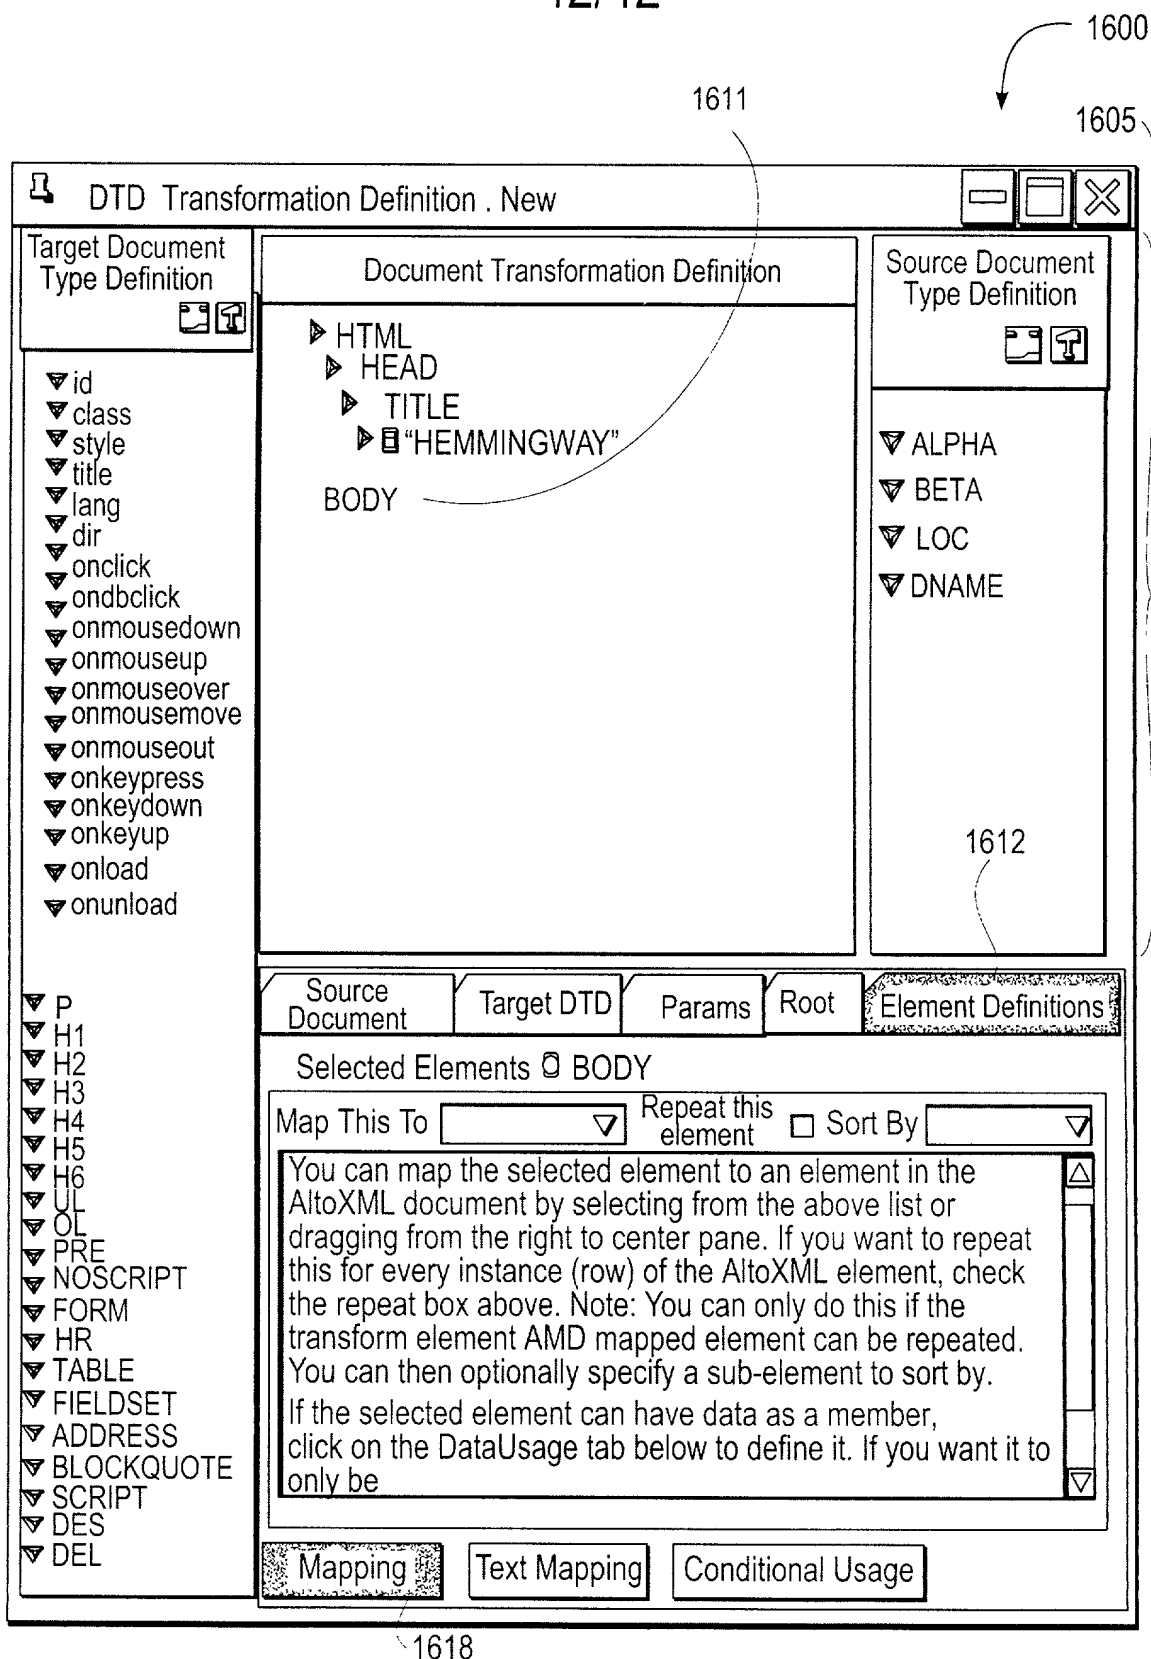 12/12
1600
1611
1605
DTD Transformation Definition . New
Target Document
Type Definition
Document Transformation Definition
Source Document
Type Definition
HTML
HEAD
TITLE
"HEMMINGWAY"
BODY
id
class
style
title
lang
dir
onclick
ondbclick
onmousedown
onmouseup
onmouseover
onmousemove
onmouseout
onkeypress
onkeydown
onkeyup
onload
onunload
ALPHA
BETA
LOC
DNAME
1612
P
H1
H2
H3
H4
H5
H6
UL
OL
PRE
NOSCRIPT
FORM
HR
TABLE
FIELDSET
ADDRESS
BLOCKQUOTE
SCRIPT
DES
DEL
Source
Document
Target DTD
Params
Root
Element Definitions
Selected Elements BODY
Map This To
Repeat this
element
Sort By
You can map the selected element to an element in the
AltoXML document by selecting from the above list or
dragging from the right to center pane. If you want to repeat
this for every instance (row) of the AltoXML element, check
the repeat box above. Note: You can only do this if the
transform element AMD mapped element can be repeated.
You can then optionally specify a sub-element to sort by.
If the selected element can have data as a member,
click on the DataUsage tab below to define it. If you want it to
only be
Mapping
Text Mapping
Conditional Usage
1618